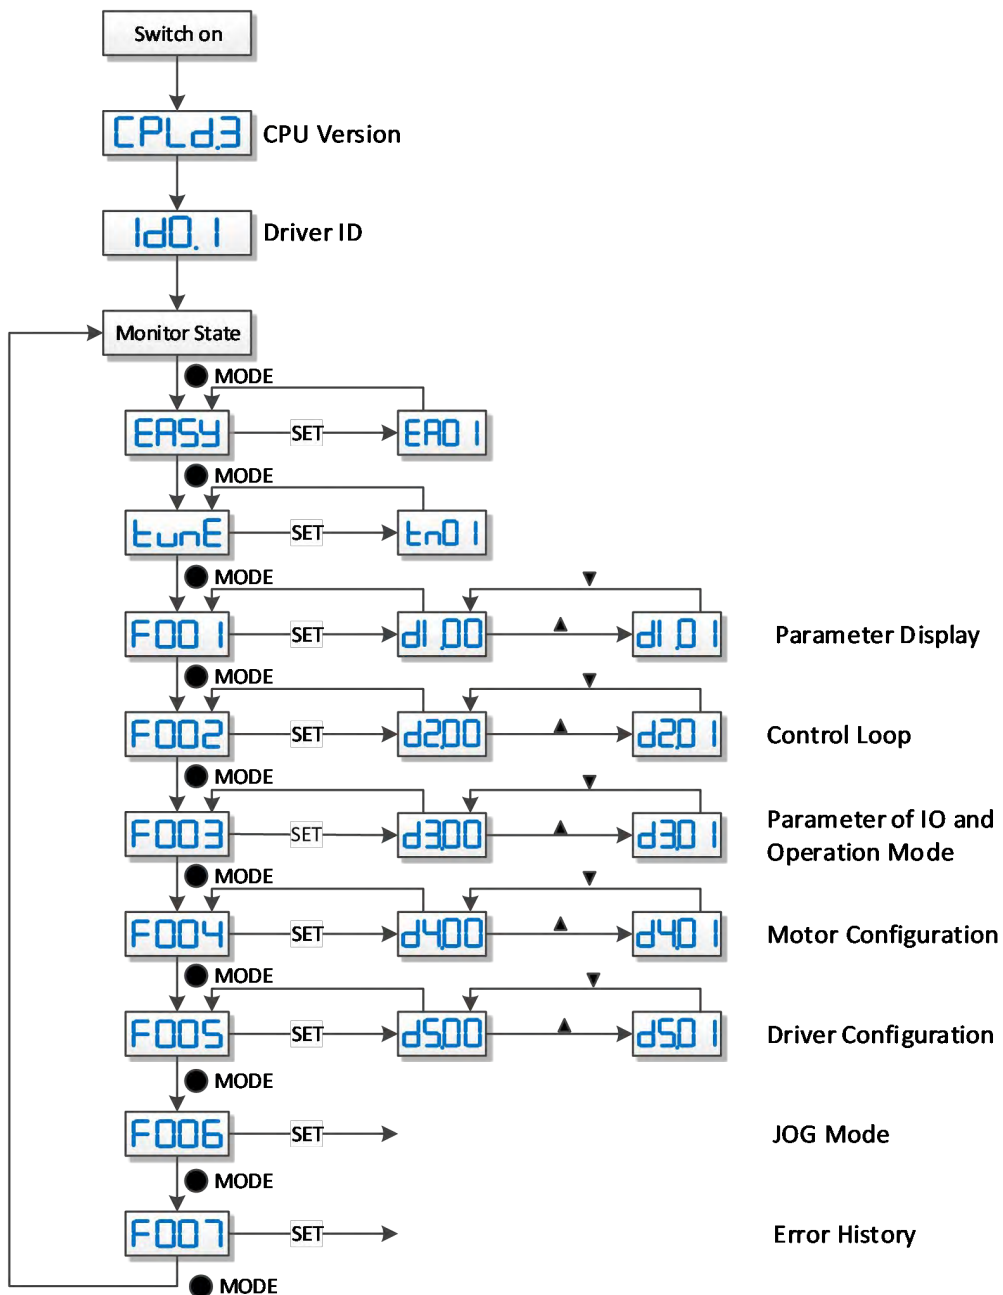 Switch on
CPLd.3 CPU Version
Id0.1 Driver ID
Monitor State
MODE
EASY SET EA01
MODE
tunE SET tn01
MODE
F001 SET d1.00 d1.01 Parameter Display
MODE
F002 SET d2.00 d2.01 Control Loop
MODE
F003 SET d3.00 d3.01 Parameter of IO and
Operation Mode
MODE
F004 SET d4.00 d4.01 Motor Configuration
MODE
F005 SET d5.00 d5.01 Driver Configuration
MODE
F006 SET JOG Mode
MODE
F007 SET Error History
MODE